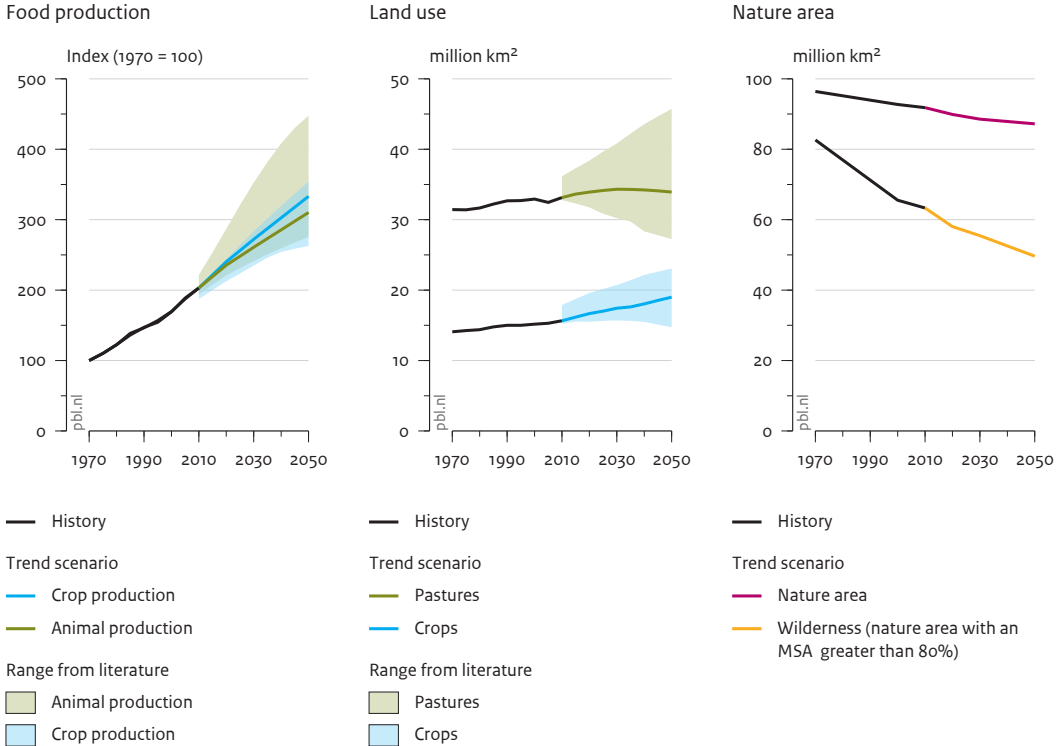 Food production
Index (1970 = 100)
500
400
300
200
100
0
pbl.nl
1970 1990 2010 2030 2050
History
Trend scenario
Crop production
Animal production
Range from literature
Animal production
Crop production
Land use
million km²
50
40
30
20
10
0
pbl.nl
1970 1990 2010 2030 2050
History
Trend scenario
Pastures
Crops
Range from literature
Pastures
Crops
Nature area
million km²
100
80
60
40
20
0
pbl.nl
1970 1990 2010 2030 2050
History
Trend scenario
Nature area
Wilderness (nature area with an
MSA greater than 80%)